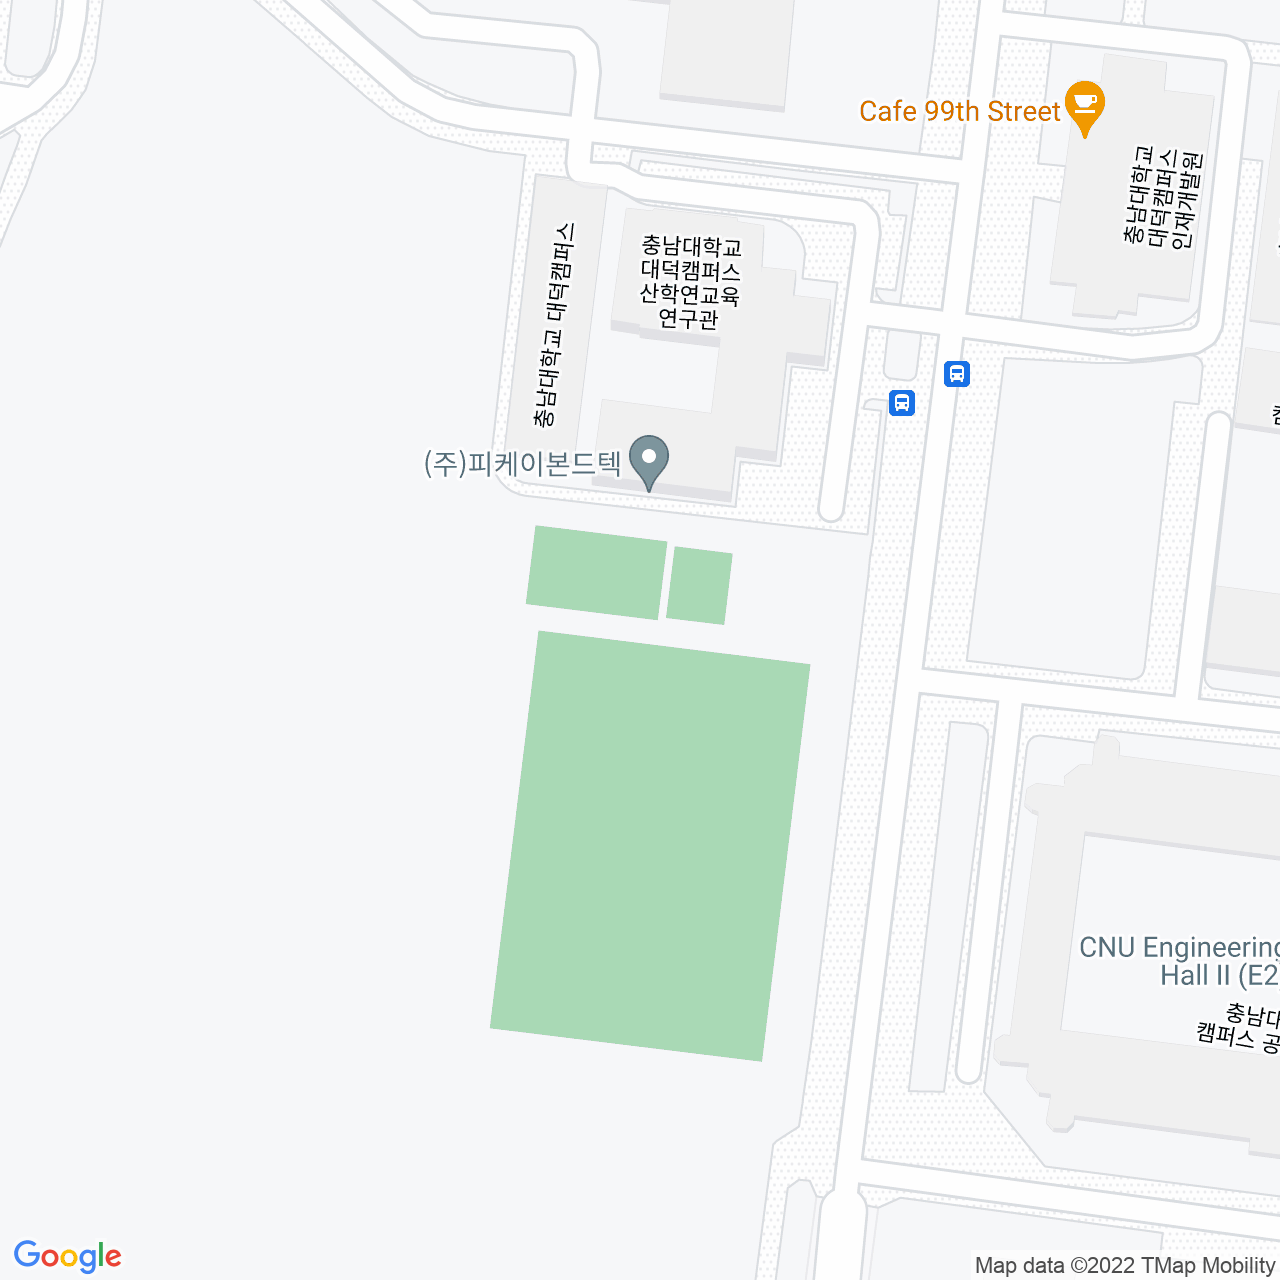 Cafe 99th Street
충남대학교
대덕캠퍼스
인재개발원
충남대학교 대덕캠퍼스
충남대학교
대덕캠퍼스
산학연교육
연구관
(주)피케이본드텍
CNU Engineering
Hall II (E2)
충남대
캠퍼스 공
Google
Map data ©2022 TMap Mobility